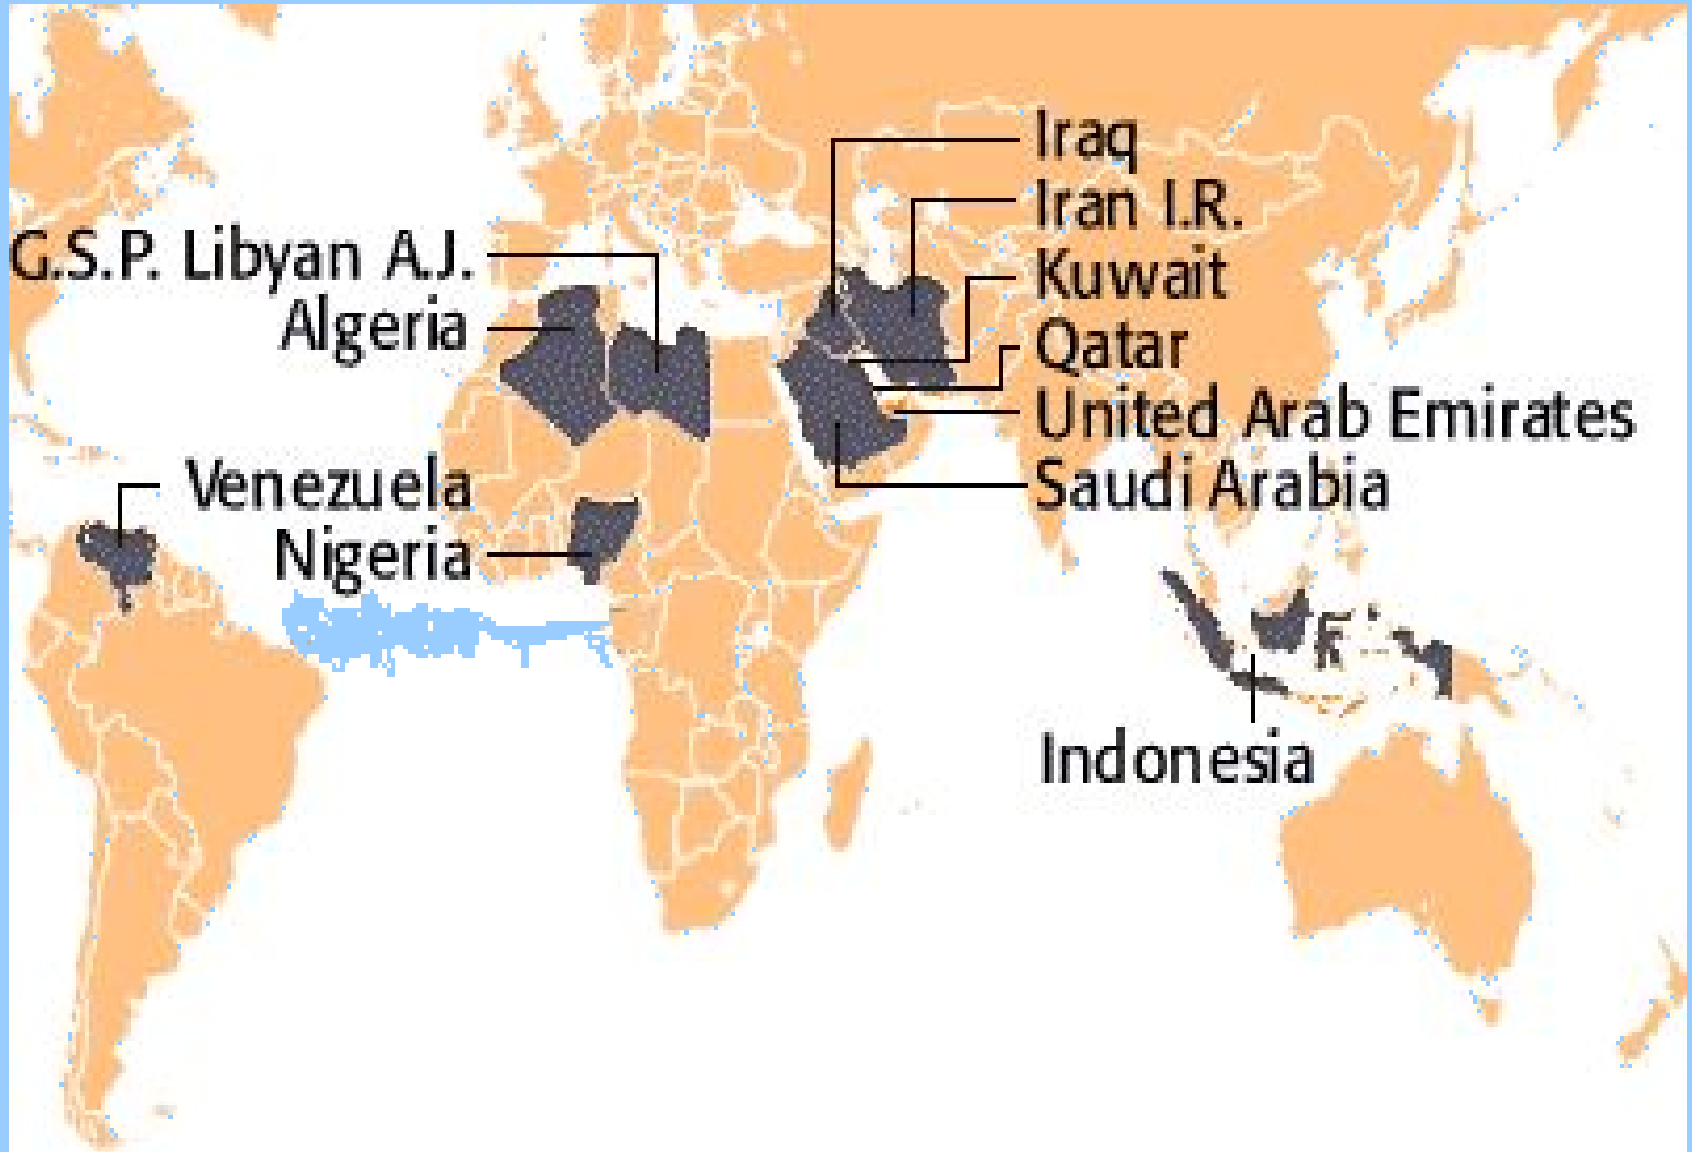 Iraq
Iran I.R.
G.S.P. Libyan A.J.
Kuwait
Algeria
Qatar
United Arab Emirates
Venezuela
Saudi Arabia
Nigeria
Indonesia